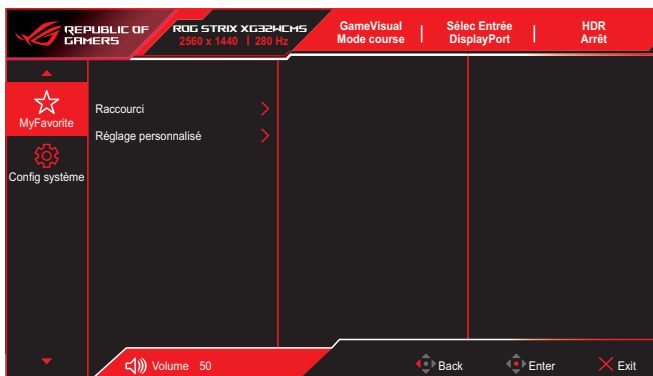 REPUBLIC OF
GAMERS
ROG STRIX XG32WCMS
2560 x 1440 | 280 Hz
GameVisual
Mode course
Sélec Entrée
DisplayPort
HDR
Arrêt
MyFavorite
Config système
Raccourci
Réglage personnalisé
Volume 50
Back
Enter
Exit